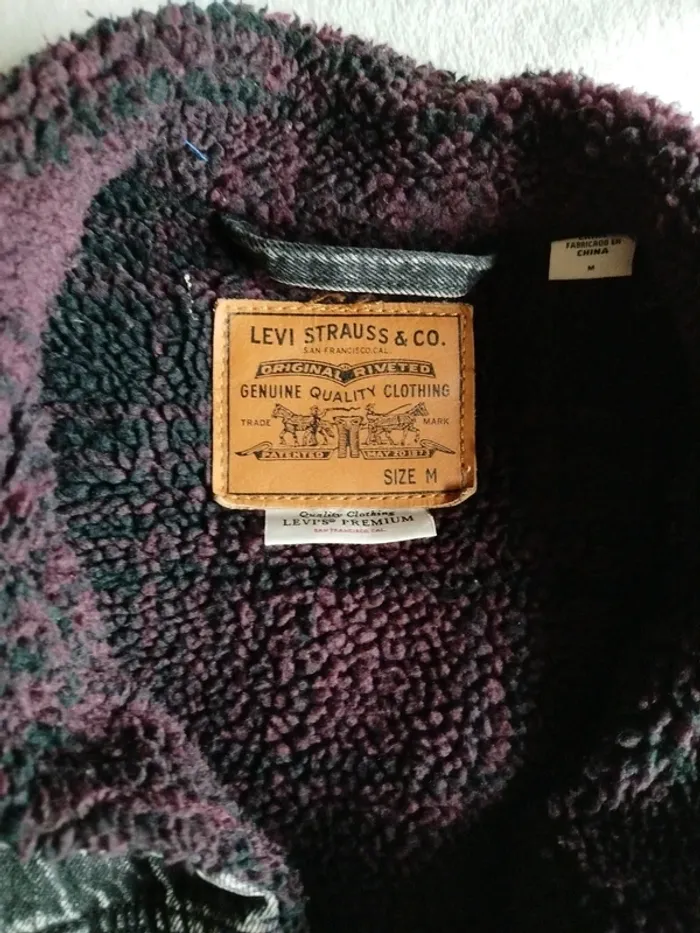 FABRICADO EN
CHINA
M
LEVI STRAUSS & CO.
SAN FRANCISCO CAL.
ORIGINAL RIVETED
GENUINE QUALITY CLOTHING
TRADE MARK
PATENTED MAY 20 1873
SIZE M
Quality Clothing
LEVI'S® PREMIUM
SAN FRANCISCO, CAL.